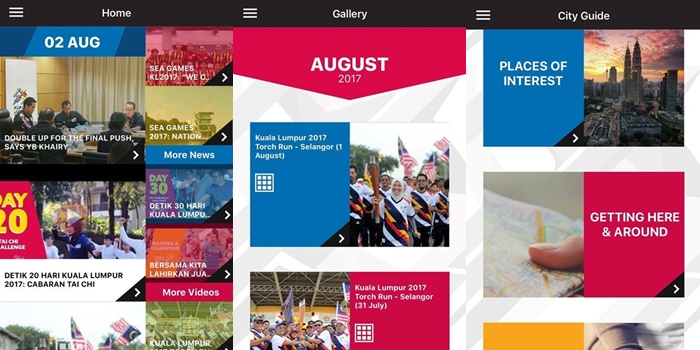 Home
02 AUG
DOUBLE UP FOR THE FINAL PUSH,
SAYS YB KHAIRY
SEA GAMES
KL2017: "WE C...
SEA GAMES
2017: NATION...
More News
DAY
20
TAI CHI
CHALLENGE
DETIK 20 HARI KUALA LUMPUR
2017: CABARAN TAI CHI
DAY
30
DETIK 30 HARI
KUALA LUMPU...
BERSAMA KITA
LAHIRKAN JUA...
More Videos
Gallery
AUGUST
2017
Kuala Lumpur 2017
Torch Run - Selangor (1
August)
Kuala Lumpur 2017
Torch Run - Selangor
(31 July)
City Guide
PLACES OF
INTEREST
GETTING HERE
& AROUND